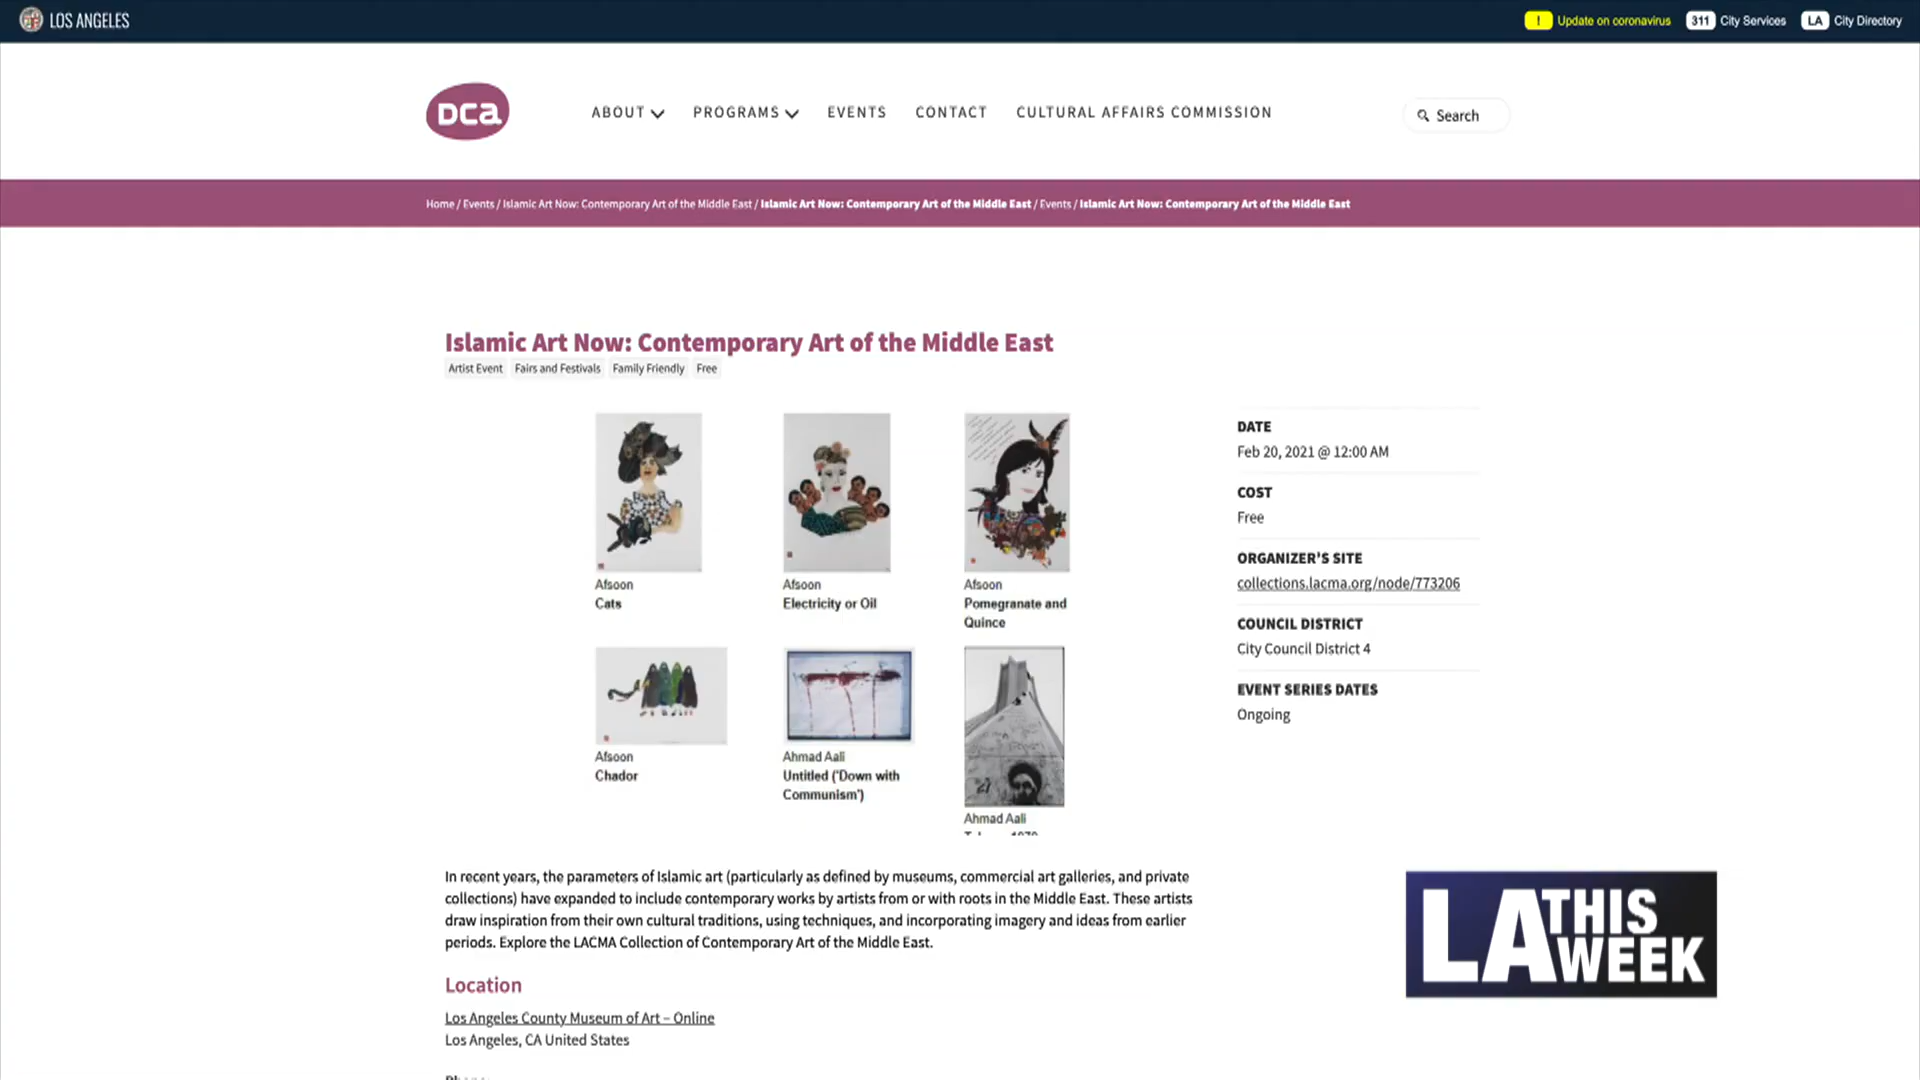 LOS ANGELES
! Update on coronavirus 311 City Services LA City Directory
DCa ABOUT PROGRAMS EVENTS CONTACT CULTURAL AFFAIRS COMMISSION Search
Home / Events / Islamic Art Now: Contemporary Art of the Middle East / Islamic Art Now: Contemporary Art of the Middle East / Events / Islamic Art Now: Contemporary Art of the Middle East
Islamic Art Now: Contemporary Art of the Middle East
Artist Event Fairs and Festivals Family Friendly Free
Afsoon
Cats
Afsoon
Electricity or Oil
Afsoon
Pomegranate and
Quince
Afsoon
Chador
Ahmad Aali
Untitled ('Down with
Communism')
Ahmad Aali
DATE
Feb 20, 2021 @ 12:00 AM
COST
Free
ORGANIZER'S SITE
collections.lacma.org/node/773206
COUNCIL DISTRICT
City Council District 4
EVENT SERIES DATES
Ongoing
In recent years, the parameters of Islamic art (particularly as defined by museums, commercial art galleries, and private
collections) have expanded to include contemporary works by artists from or with roots in the Middle East. These artists
draw inspiration from their own cultural traditions, using techniques, and incorporating imagery and ideas from earlier
periods. Explore the LACMA Collection of Contemporary Art of the Middle East.
Location
Los Angeles County Museum of Art – Online
Los Angeles, CA United States
LA THIS
WEEK